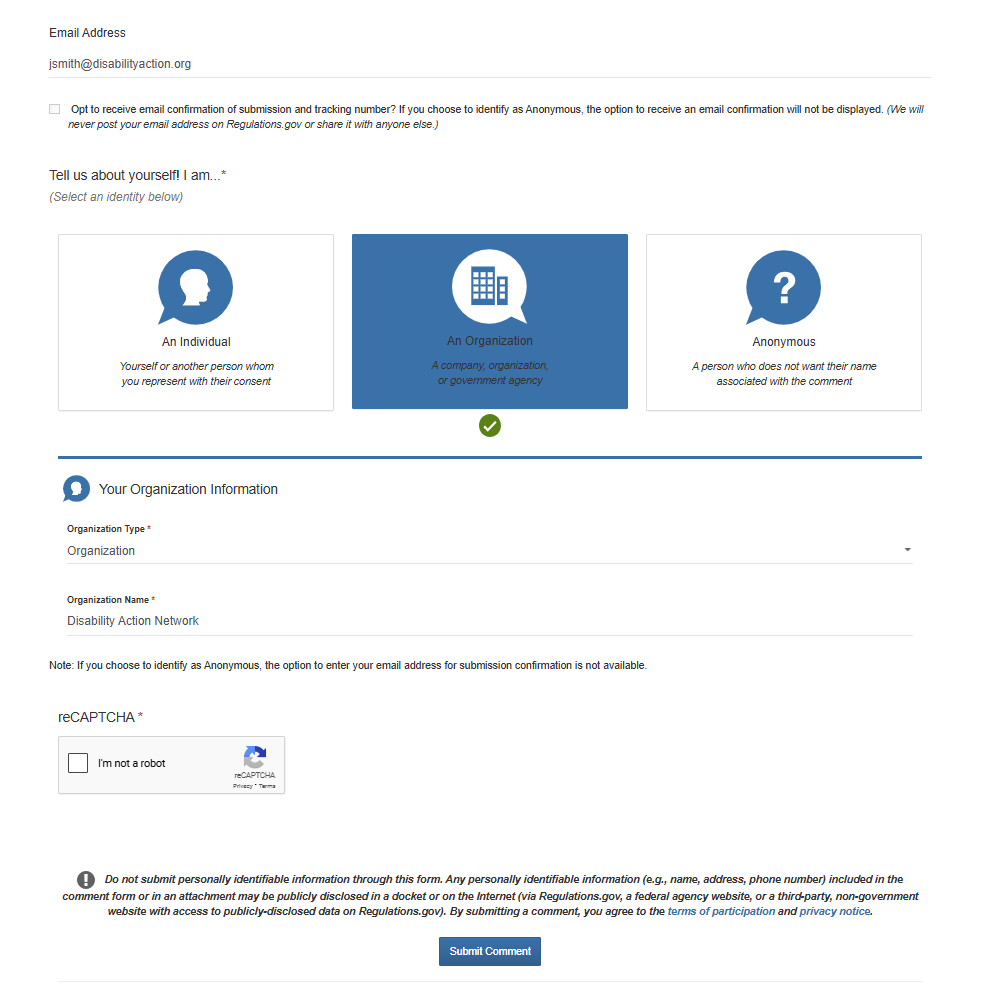 Email Address
jsmith@disabilityaction.org
Opt to receive email confirmation of submission and tracking number? If you choose to identify as Anonymous, the option to receive an email confirmation will not be displayed. (We will
never post your email address on Regulations.gov or share it with anyone else.)
Tell us about yourself! I am...*
(Select an identity below)
An Individual
Yourself or another person whom
you represent with their consent
An Organization
A company, organization,
or government agency
?
Anonymous
A person who does not want their name
associated with the comment
Your Organization Information
Organization Type *
Organization
Organization Name *
Disability Action Network
Note: If you choose to identify as Anonymous, the option to enter your email address for submission confirmation is not available.
reCAPTCHA *
I'm not a robot
reCAPTCHA
Privacy - Terms
! Do not submit personally identifiable information through this form. Any personally identifiable information (e.g., name, address, phone number) included in the
comment form or in an attachment may be publicly disclosed in a docket or on the Internet (via Regulations.gov, a federal agency website, or a third-party, non-government
website with access to publicly-disclosed data on Regulations.gov). By submitting a comment, you agree to the terms of participation and privacy notice.
Submit Comment